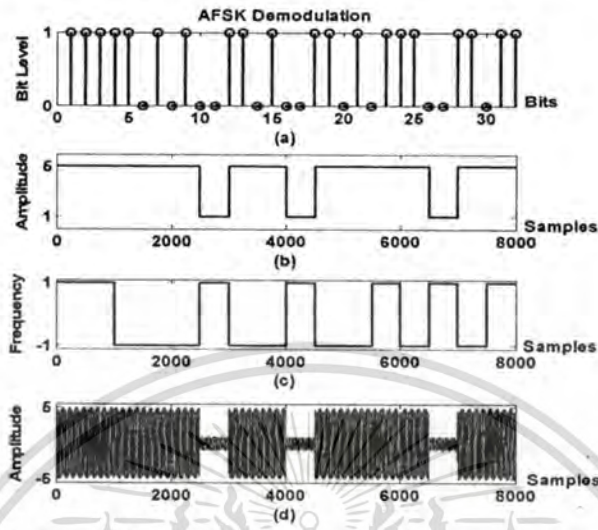 AFSK Demodulation
Bit Level
1
0
0 5 10 15 20 25 30
Bits
(a)
Amplitude
6
1
0 2000 4000 6000 8000
Samples
(b)
Frequency
1
-1
0 2000 4000 6000 8000
Samples
(c)
Amplitude
5
-5
0 2000 4000 6000 8000
Samples
(d)